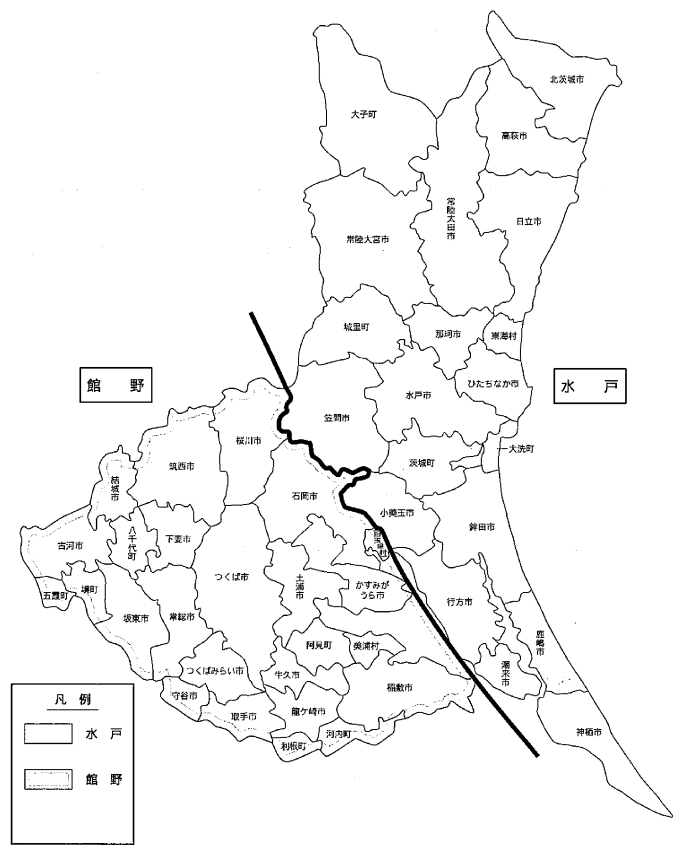 北茨城市
大子町
高萩市
常陸太田市
日立市
常陸大宮市
城里町
那珂市
東海村
館野
ひたちなか市
水戸
水戸市
笠間市
桜川市
大洗町
茨城町
筑西市
結城市
石岡市
小美玉市
鉾田市
八千代町
下妻市
古河市
つくば市
土浦市
かすみが
うら市
五霞町
境町
行方市
坂東市
常総市
鹿嶋市
阿見町
美浦村
つくばみらい市
潮来市
牛久市
稲敷市
守谷市
取手市
龍ケ崎市
神栖市
河内町
利根町
凡例
水戸
館野